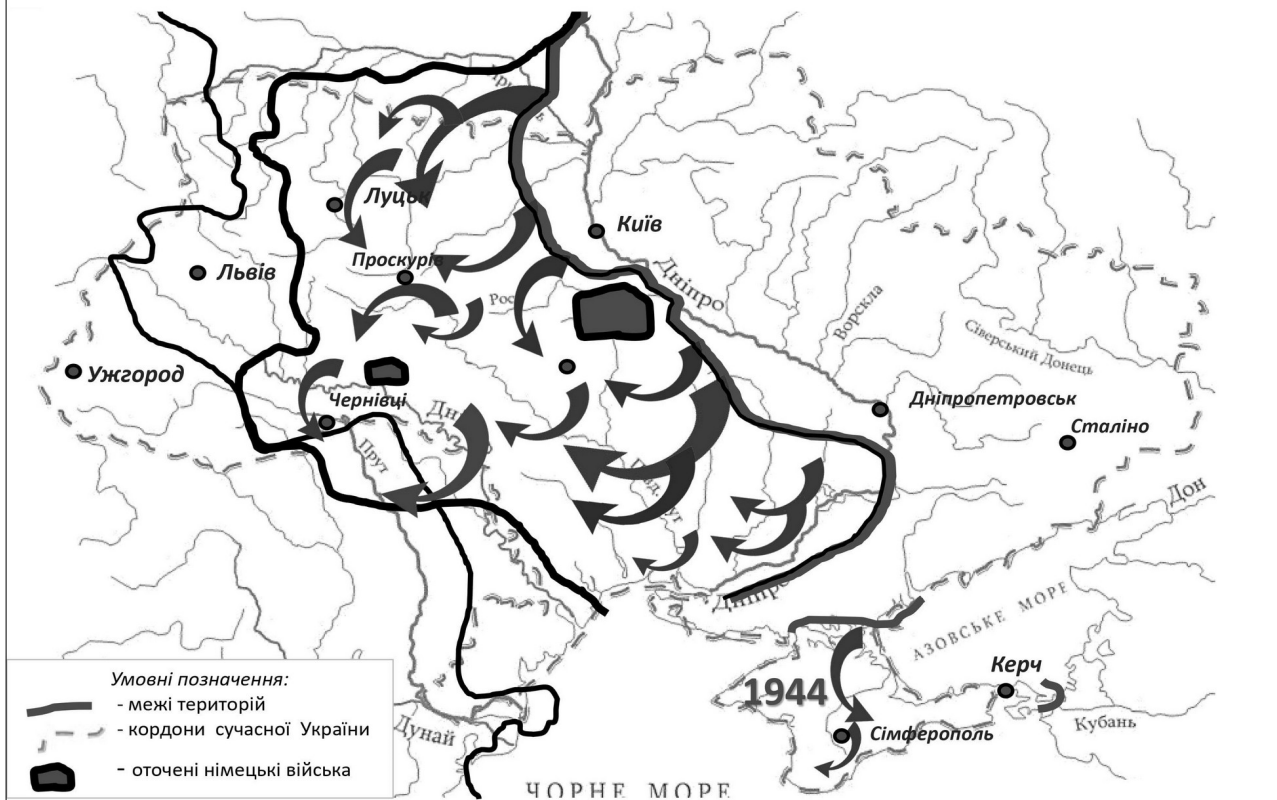 Луцьк
Київ
Проскурів
Львів
Рос
Дніпро
Ворскла
Сіверський Донець
Ужгород
Чернівці
Дніпропетровськ
Сталіно
Прут
Дон
Дніпро
АЗОВСЬКЕ МОРЕ
Керч
1944
Кубань
Сімферополь
Дунай
ЧОРНЕ МОРЕ
Умовні позначення:
- межі територій
- кордони сучасної України
- оточені німецькі війська